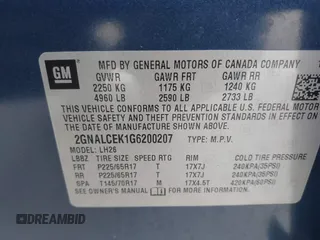 GM
MFD BY GENERAL MOTORS OF CANADA COMPANY
GVWR GAWR FRT GAWR RR
2250 KG 1175 KG 1240 KG
4960 LB 2590 LB 2733 LB
THIS VEHICLE CONFORMS TO ALL APPLICABLE U.S. FEDERAL
MOTOR VEHICLE SAFETY AND THEFT PREVENTION STANDARDS
IN EFFECT ON THE DATE OF MANUFACTURE SHOWN ABOVE.
2GNALCEK1G6200207 TYPE: M.P.V.
MODEL: LH26
LBBZ TIRE SIZE SPEED RTG RIM COLD TIRE PRESSURE
FRT P225/65R17 T 17X7J 240KPA(35PSI)
RR P225/65R17 T 17X7J 240KPA(35PSI)
SPA T145/70R17 M 17X4.5T 420KPA(60PSI)
SEE OWNER'S MANUAL FOR MORE INFORMATION.
DREAMBID